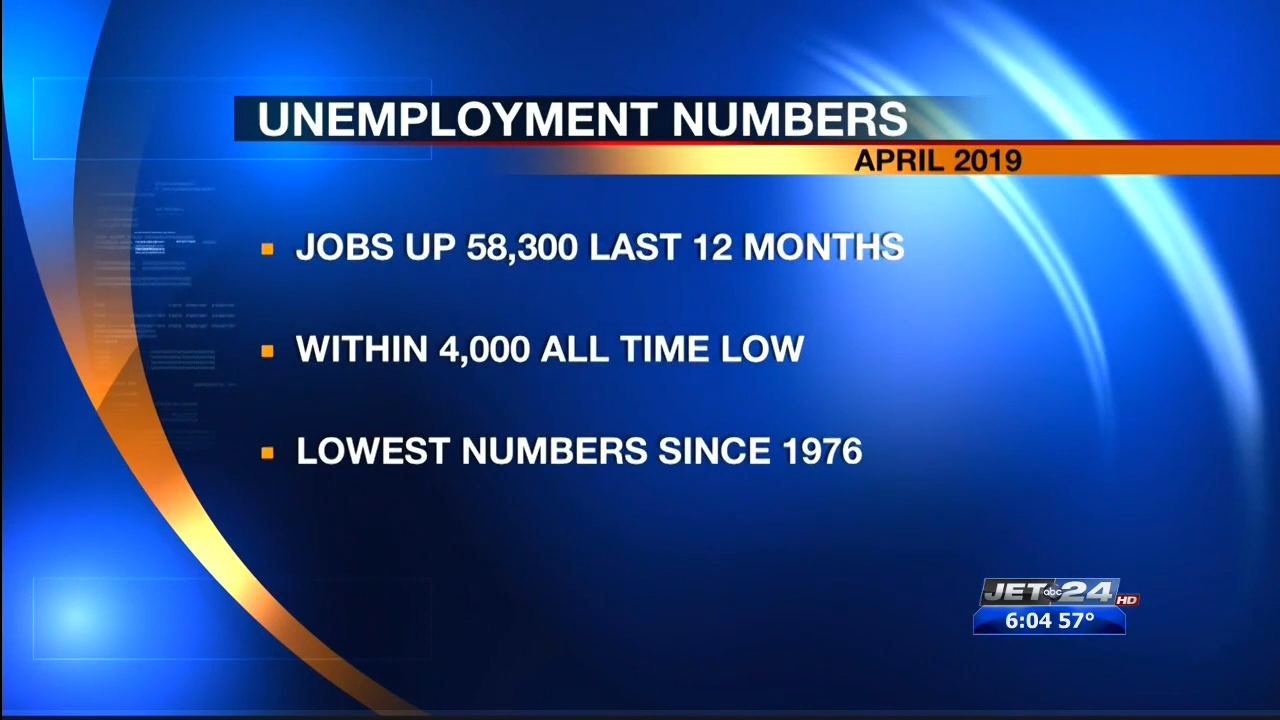 UNEMPLOYMENT NUMBERS
APRIL 2019
JOBS UP 58,300 LAST 12 MONTHS
WITHIN 4,000 ALL TIME LOW
LOWEST NUMBERS SINCE 1976
JET abc 24 HD
6:04 57°